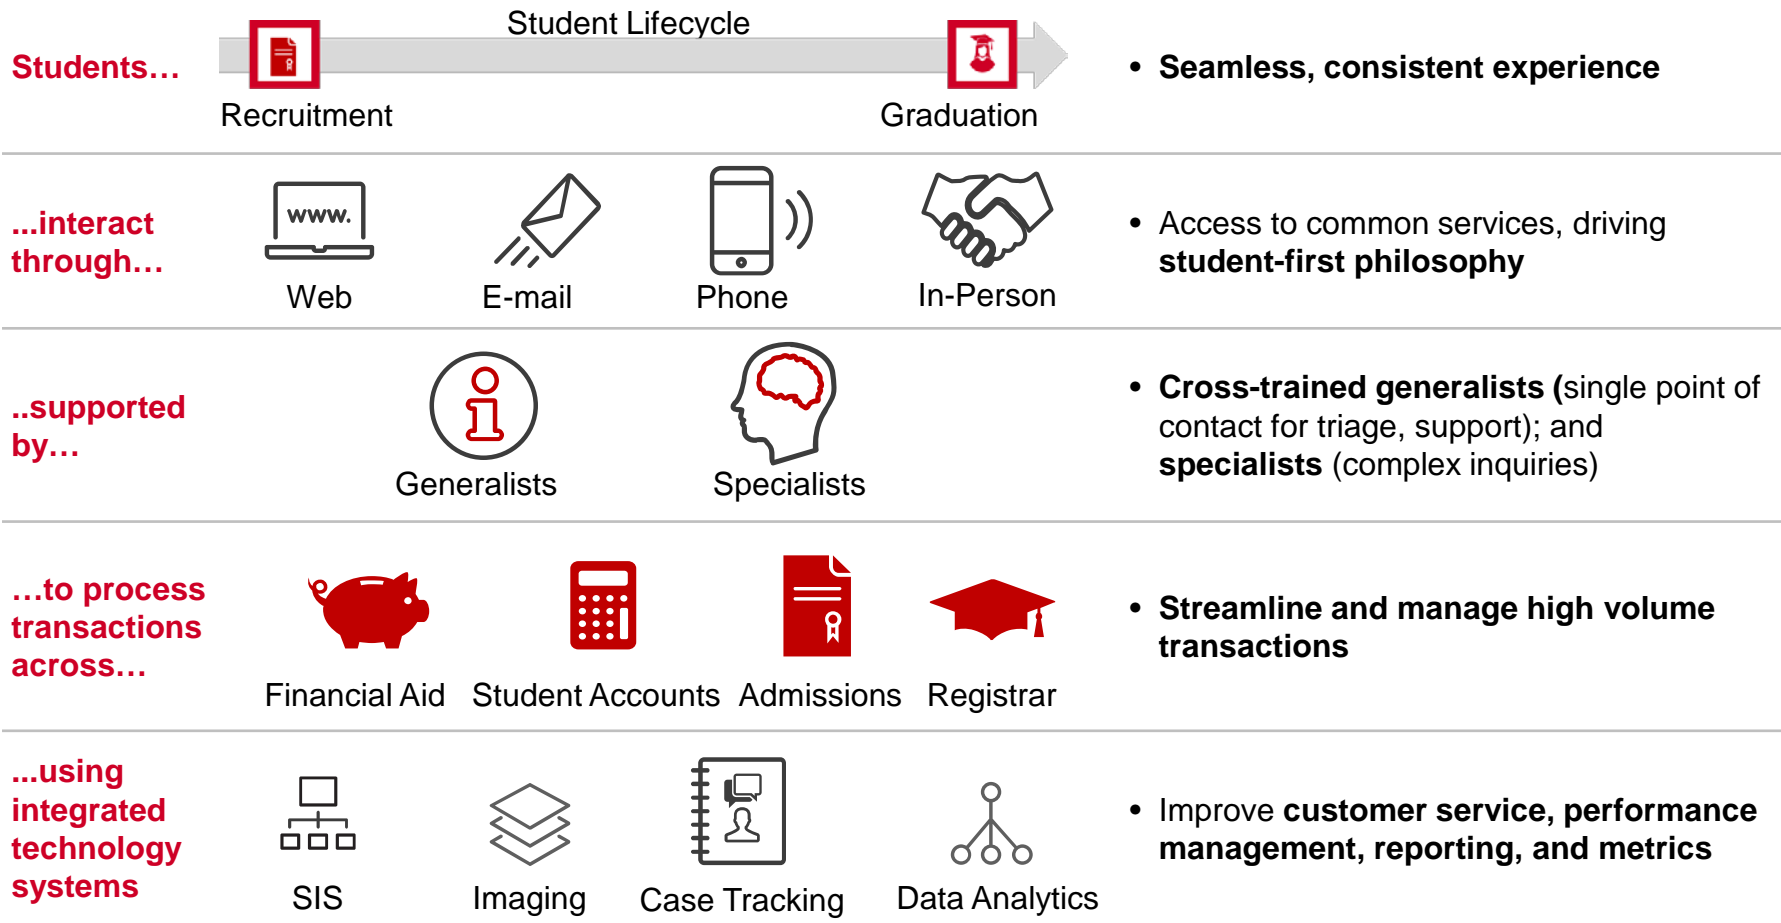 Student Lifecycle
Students…
Recruitment
Graduation
• Seamless, consistent experience
...interact
through…
www.
Web
E-mail
Phone
In-Person
• Access to common services, driving
student-first philosophy
..supported
by…
Generalists
Specialists
• Cross-trained generalists (single point of
contact for triage, support); and
specialists (complex inquiries)
…to process
transactions
across…
Financial Aid
Student Accounts
Admissions
Registrar
• Streamline and manage high volume
transactions
...using
integrated
technology
systems
SIS
Imaging
Case Tracking
Data Analytics
• Improve customer service, performance
management, reporting, and metrics